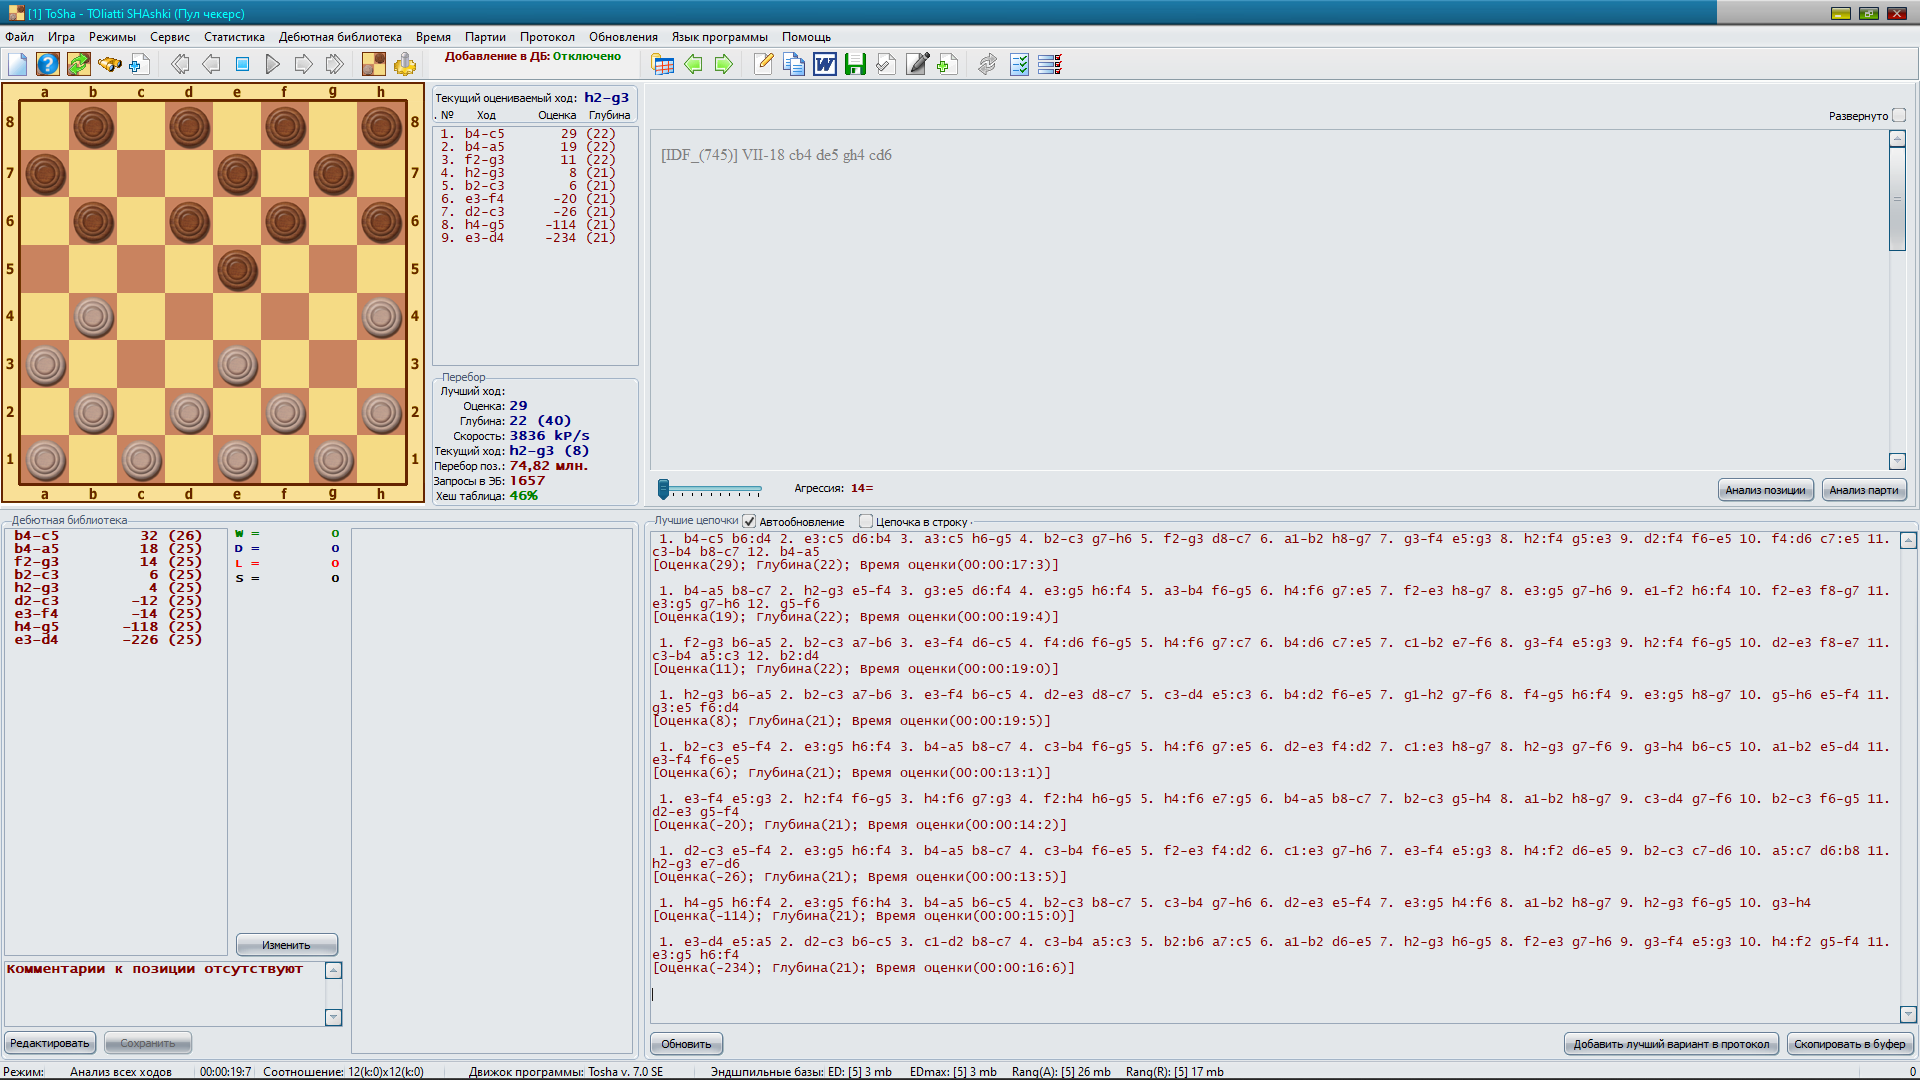 [1] ToSha - TOliatti SHAshki (Пул чекерс)
Файл Игра Режимы Сервис Статистика Дебютная библиотека Время Партии Протокол Обновления Язык программы Помощь
Добавление в ДБ: Отключено
a b c d e f g h
8 8
7 7
6 6
5 5
4 4
3 3
2 2
1 1
a b c d e f g h
Текущий оцениваемый ход: h2-g3
. № Ход Оценка Глубина
1. b4-c5 29 (22)
2. b4-a5 19 (22)
3. f2-g3 11 (22)
4. h2-g3 8 (21)
5. b2-c3 6 (21)
6. e3-f4 -20 (21)
7. d2-c3 -26 (21)
8. h4-g5 -114 (21)
9. e3-d4 -234 (21)
Перебор
Лучший ход:
Оценка: 29
Глубина: 22 (40)
Скорость: 3836 kP/s
Текущий ход: h2-g3 (8)
Перебор поз.: 74,82 млн.
Запросы в ЭБ: 1657
Хеш таблица: 46%
Развернуто
[IDF_(745)] VII-18 cb4 de5 gh4 cd6
Агрессия: 14=
Анализ позиции Анализ парти
Дебютная библиотека
b4-c5 32 (26)
b4-a5 18 (25)
f2-g3 14 (25)
b2-c3 6 (25)
h2-g3 4 (25)
d2-c3 -12 (25)
e3-f4 -14 (25)
h4-g5 -118 (25)
e3-d4 -226 (25)
W = 0
D = 0
L = 0
S = 0
Изменить
Комментарии к позиции отсутствуют
Редактировать Сохранить
Лучшие цепочки Автообновление Цепочка в строку
1. b4-c5 b6:d4 2. e3:c5 d6:b4 3. a3:c5 h6-g5 4. b2-c3 g7-h6 5. f2-g3 d8-c7 6. a1-b2 h8-g7 7. g3-f4 e5:g3 8. h2:f4 g5:e3 9. d2:f4 f6-e5 10. f4:d6 c7:e5 11.
c3-b4 b8-c7 12. b4-a5
[Оценка(29); Глубина(22); Время оценки(00:00:17:3)]
1. b4-a5 b8-c7 2. h2-g3 e5-f4 3. g3:e5 d6:f4 4. e3:g5 h6:f4 5. a3-b4 f6-g5 6. h4:f6 g7:e5 7. f2-e3 h8-g7 8. e3:g5 g7-h6 9. e1-f2 h6:f4 10. f2-e3 f8-g7 11.
e3:g5 g7-h6 12. g5-f6
[Оценка(19); Глубина(22); Время оценки(00:00:19:4)]
1. f2-g3 b6-a5 2. b2-c3 a7-b6 3. e3-f4 d6-c5 4. f4:d6 f6-g5 5. h4:f6 g7:c7 6. b4:d6 c7:e5 7. c1-b2 e7-f6 8. g3-f4 e5:g3 9. h2:f4 f6-g5 10. d2-e3 f8-e7 11.
c3-b4 a5:c3 12. b2:d4
[Оценка(11); Глубина(22); Время оценки(00:00:19:0)]
1. h2-g3 b6-a5 2. b2-c3 a7-b6 3. e3-f4 b6-c5 4. d2-e3 d8-c7 5. c3-d4 e5:c3 6. b4:d2 f6-e5 7. g1-h2 g7-f6 8. f4-g5 h6:f4 9. e3:g5 h8-g7 10. g5-h6 e5-f4 11.
g3:e5 f6:d4
[Оценка(8); Глубина(21); Время оценки(00:00:19:5)]
1. b2-c3 e5-f4 2. e3:g5 h6:f4 3. b4-a5 b8-c7 4. c3-b4 f6-g5 5. h4:f6 g7:e5 6. d2-e3 f4:d2 7. c1:e3 h8-g7 8. h2-g3 g7-f6 9. g3-h4 b6-c5 10. a1-b2 e5-d4 11.
e3-f4 f6-e5
[Оценка(6); Глубина(21); Время оценки(00:00:13:1)]
1. e3-f4 e5:g3 2. h2:f4 f6-g5 3. h4:f6 g7:g3 4. f2:h4 h6-g5 5. h4:f6 e7:g5 6. b4-a5 b8-c7 7. b2-c3 g5-h4 8. a1-b2 h8-g7 9. c3-d4 g7-f6 10. b2-c3 f6-g5 11.
d2-e3 g5-f4
[Оценка(-20); Глубина(21); Время оценки(00:00:14:2)]
1. d2-c3 e5-f4 2. e3:g5 h6:f4 3. b4-a5 b8-c7 4. c3-b4 f6-e5 5. f2-e3 f4:d2 6. c1:e3 g7-h6 7. e3-f4 e5:g3 8. h4:f2 d6-e5 9. b2-c3 c7-d6 10. a5:c7 d6:b8 11.
h2-g3 e7-d6
[Оценка(-26); Глубина(21); Время оценки(00:00:13:5)]
1. h4-g5 h6:f4 2. e3:g5 f6:h4 3. b4-a5 b6-c5 4. b2-c3 b8-c7 5. c3-b4 g7-h6 6. d2-e3 e5-f4 7. e3:g5 h4:f6 8. a1-b2 h8-g7 9. h2-g3 f6-g5 10. g3-h4
[Оценка(-114); Глубина(21); Время оценки(00:00:15:0)]
1. e3-d4 e5:a5 2. d2-c3 b6-c5 3. c1-d2 b8-c7 4. c3-b4 a5:c3 5. b2:b6 a7:c5 6. a1-b2 d6-e5 7. h2-g3 h6-g5 8. f2-e3 g7-h6 9. g3-f4 e5:g3 10. h4:f2 g5-f4 11.
e3:g5 h6:f4
[Оценка(-234); Глубина(21); Время оценки(00:00:16:6)]
Обновить Добавить лучший вариант в протокол Скопировать в буфер
Режим: Анализ всех ходов 00:00:19:7 Соотношение: 12(k:0)x12(k:0) Движок программы: Tosha v. 7.0 SE Эндшпильные базы: ED: [5] 3 mb EDmax: [5] 3 mb Rang(A): [5] 26 mb Rang(R): [5] 17 mb 0